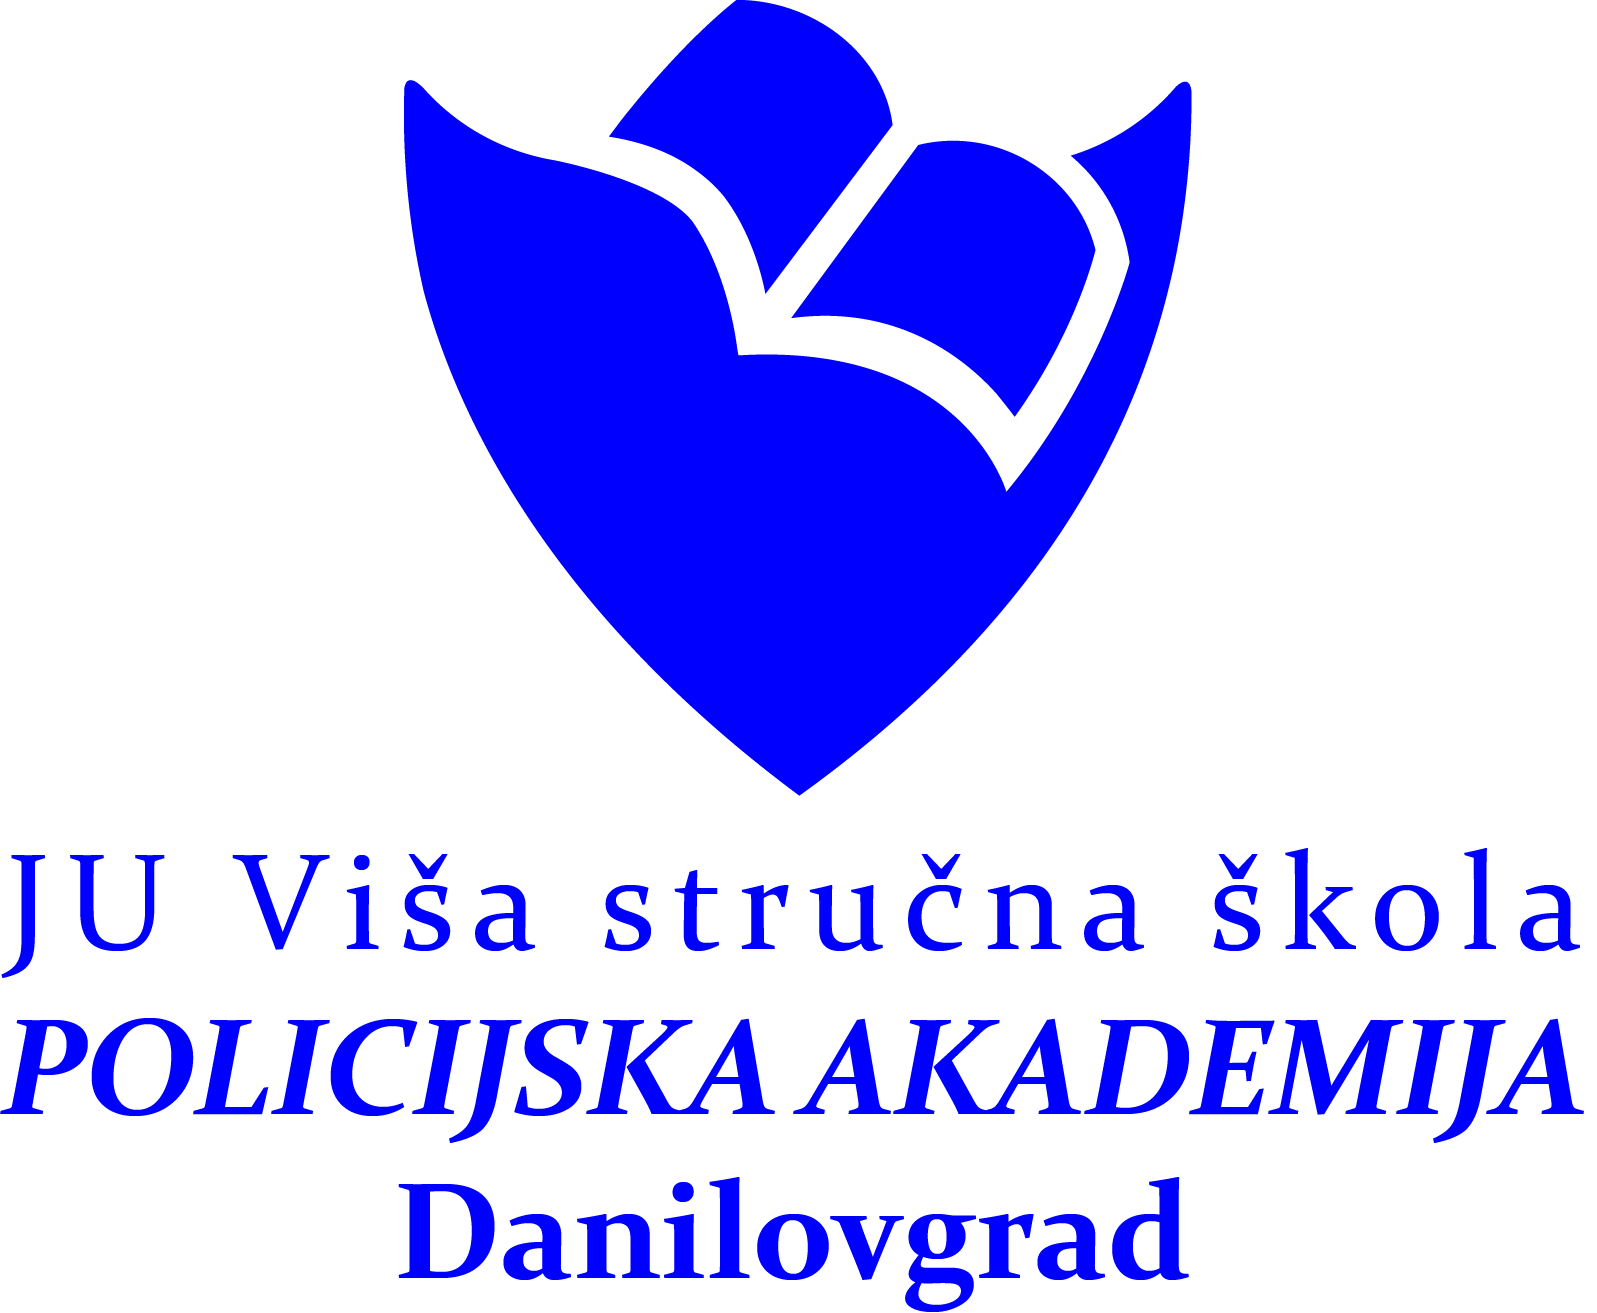 JU Viša stručna škola
POLICIJSKA AKADEMIJA
Danilovgrad